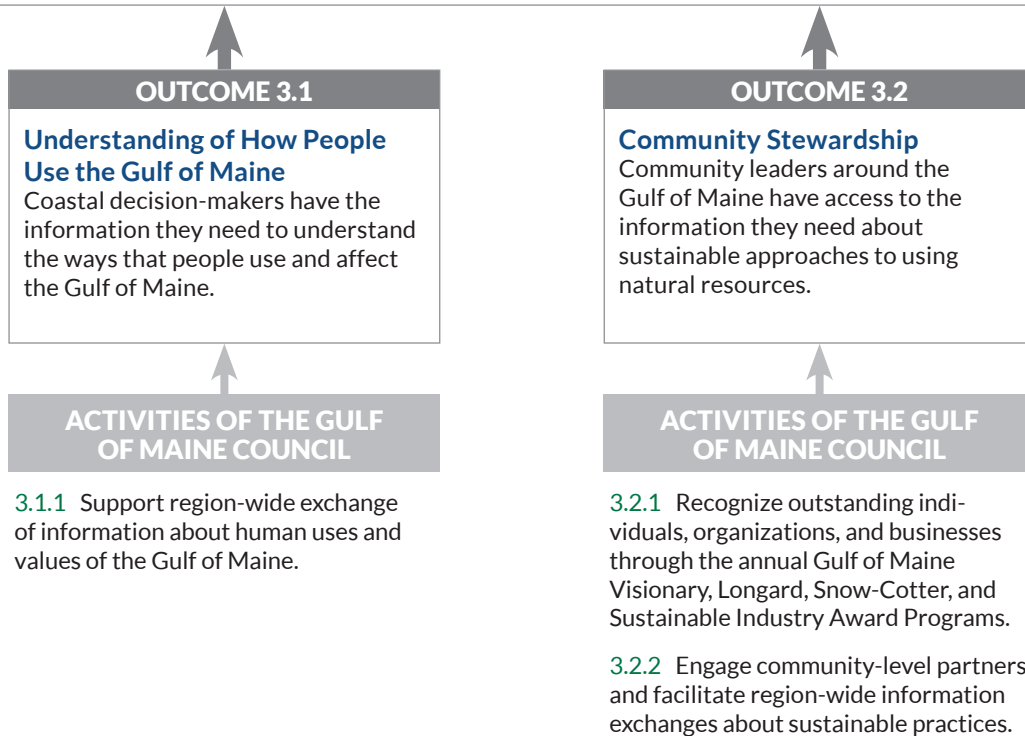 OUTCOME 3.1
Understanding of How People
Use the Gulf of Maine
Coastal decision-makers have the
information they need to understand
the ways that people use and affect
the Gulf of Maine.
ACTIVITIES OF THE GULF
OF MAINE COUNCIL
3.1.1 Support region-wide exchange
of information about human uses and
values of the Gulf of Maine.
OUTCOME 3.2
Community Stewardship
Community leaders around the
Gulf of Maine have access to the
information they need about
sustainable approaches to using
natural resources.
ACTIVITIES OF THE GULF
OF MAINE COUNCIL
3.2.1 Recognize outstanding indi-
viduals, organizations, and businesses
through the annual Gulf of Maine
Visionary, Longard, Snow-Cotter, and
Sustainable Industry Award Programs.
3.2.2 Engage community-level partners
and facilitate region-wide information
exchanges about sustainable practices.